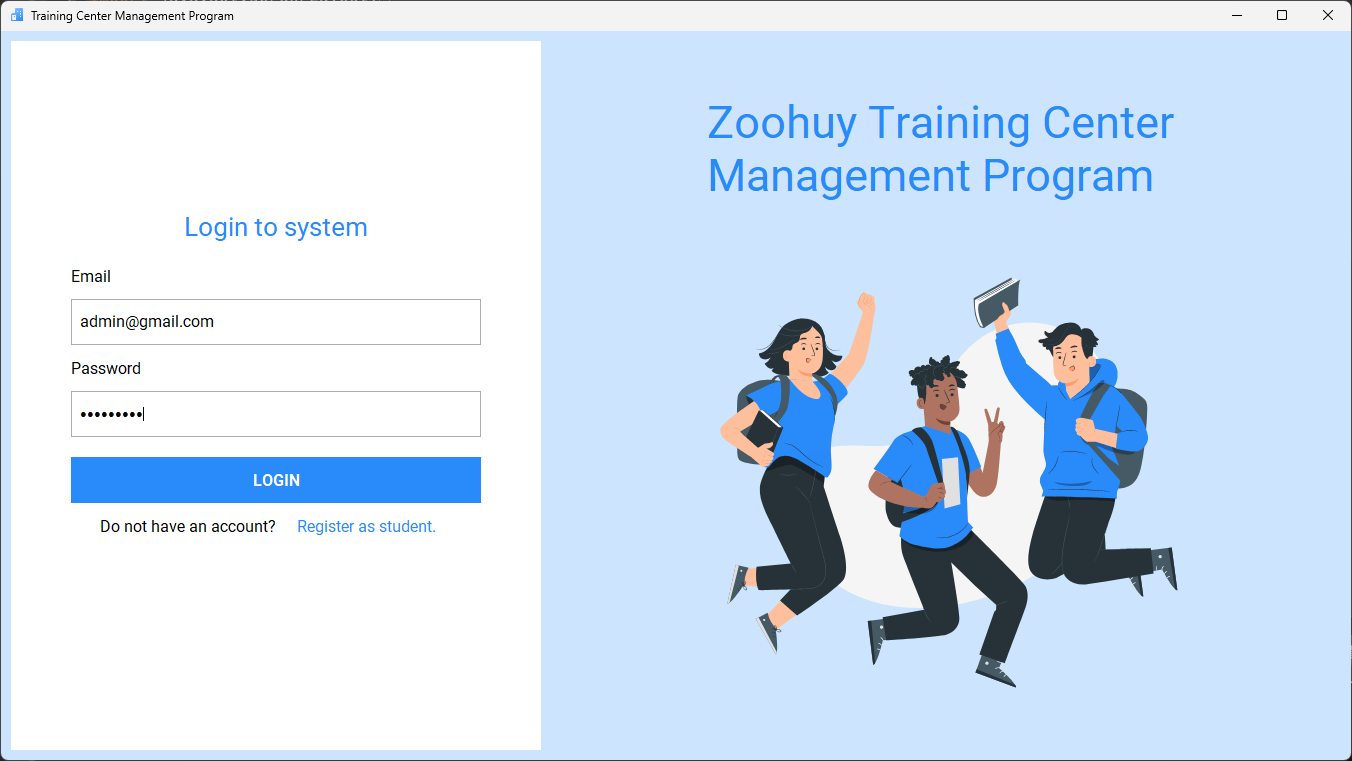 Training Center Management Program
Login to system
Email
admin@gmail.com
Password
•••••••••
LOGIN
Do not have an account? Register as student.
Zoohuy Training Center
Management Program